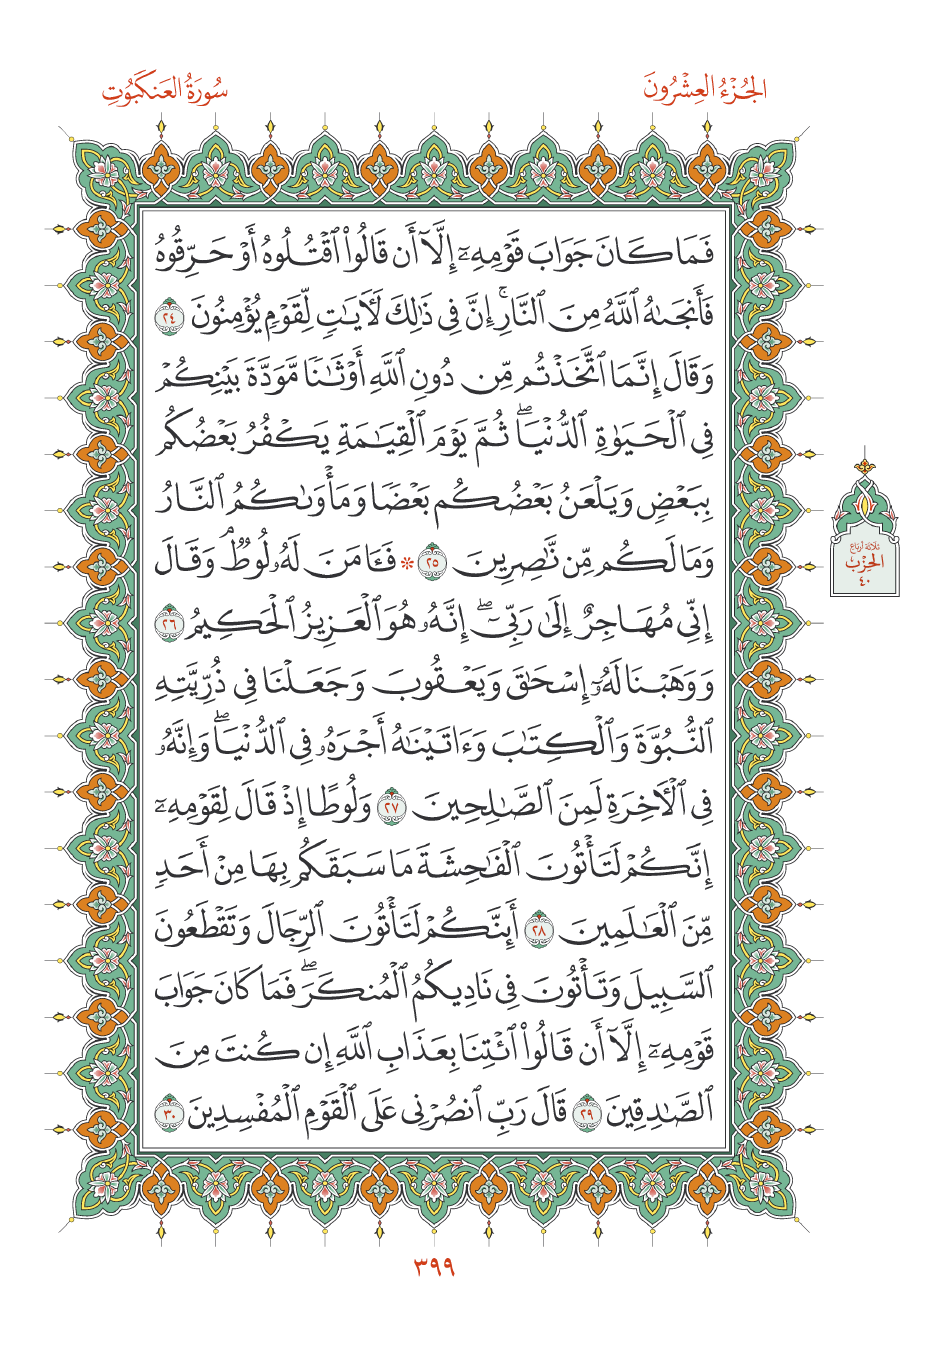 الجُزْءُ العِشْرُونَ
سُورَةُ العَنكَبُوتِ
فَمَا كَانَ جَوَابَ قَوْمِهِۦٓ إِلَّآ أَن قَالُوا۟ ٱقْتُلُوهُ أَوْ حَرِّقُوهُ
فَأَنجَىٰهُ ٱللَّهُ مِنَ ٱلنَّارِ ۚ إِنَّ فِى ذَٰلِكَ لَـَٔايَـٰتٍ لِّقَوْمٍ يُؤْمِنُونَ ٢٤
وَقَالَ إِنَّمَا ٱتَّخَذْتُم مِّن دُونِ ٱللَّهِ أَوْثَـٰنًا مَّوَدَّةَ بَيْنِكُمْ
فِى ٱلْحَيَوٰةِ ٱلدُّنْيَا ۖ ثُمَّ يَوْمَ ٱلْقِيَـٰمَةِ يَكْفُرُ بَعْضُكُم
بِبَعْضٍ وَيَلْعَنُ بَعْضُكُم بَعْضًا وَمَأْوَىٰكُمُ ٱلنَّارُ
وَمَا لَكُم مِّن نَّـٰصِرِينَ ٢٥ ۞ فَـَٔامَنَ لَهُۥ لُوطٌ ۘ وَقَالَ
إِنِّى مُهَاجِرٌ إِلَىٰ رَبِّىٓ ۖ إِنَّهُۥ هُوَ ٱلْعَزِيزُ ٱلْحَكِيمُ ٢٦
وَوَهَبْنَا لَهُۥٓ إِسْحَـٰقَ وَيَعْقُوبَ وَجَعَلْنَا فِى ذُرِّيَّتِهِ
ٱلنُّبُوَّةَ وَٱلْكِتَـٰبَ وَءَاتَيْنَـٰهُ أَجْرَهُۥ فِى ٱلدُّنْيَا ۖ وَإِنَّهُۥ
فِى ٱلْـَٔاخِرَةِ لَمِنَ ٱلصَّـٰلِحِينَ ٢٧ وَلُوطًا إِذْ قَالَ لِقَوْمِهِۦٓ
إِنَّكُمْ لَتَأْتُونَ ٱلْفَـٰحِشَةَ مَا سَبَقَكُم بِهَا مِنْ أَحَدٍ
مِّنَ ٱلْعَـٰلَمِينَ ٢٨ أَئِنَّكُمْ لَتَأْتُونَ ٱلرِّجَالَ وَتَقْطَعُونَ
ٱلسَّبِيلَ وَتَأْتُونَ فِى نَادِيكُمُ ٱلْمُنكَرَ ۖ فَمَا كَانَ جَوَابَ
قَوْمِهِۦٓ إِلَّآ أَن قَالُوا۟ ٱئْتِنَا بِعَذَابِ ٱللَّهِ إِن كُنتَ مِنَ
ٱلصَّـٰدِقِينَ ٢٩ قَالَ رَبِّ ٱنصُرْنِى عَلَى ٱلْقَوْمِ ٱلْمُفْسِدِينَ ٣٠
ثلاثة أرباع
الحِزْب
٤٠
٣٩٩